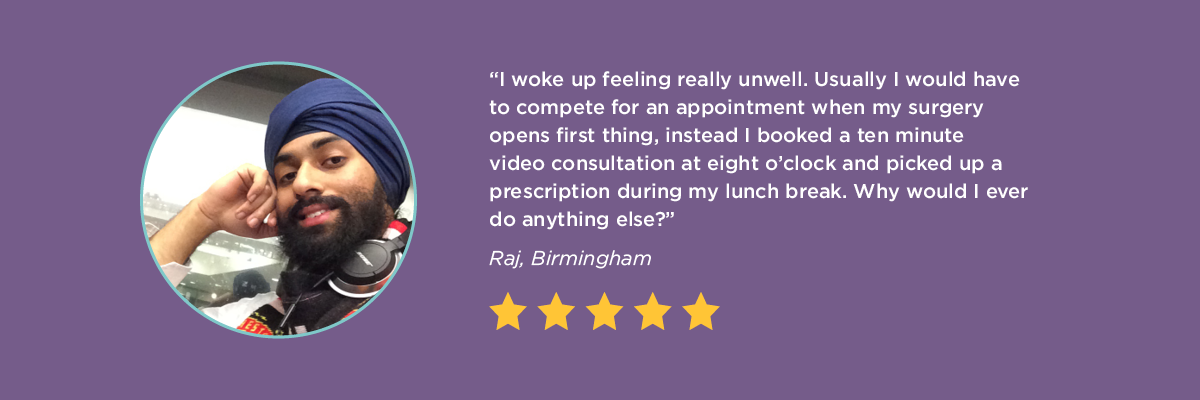 “I woke up feeling really unwell. Usually I would have
to compete for an appointment when my surgery
opens first thing, instead I booked a ten minute
video consultation at eight o’clock and picked up a
prescription during my lunch break. Why would I ever
do anything else?”
Raj, Birmingham